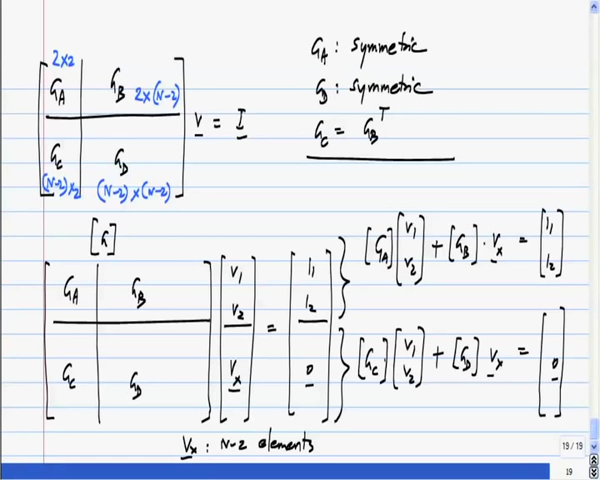 2x2
G_A G_B 2x(N-2)
G_C (N-2)x2 G_D (N-2)x(N-2)
V = I
G_A : symmetric
G_D : symmetric
G_C = G_B^T
[G]
[G_A G_B; G_C G_D] [V_1; V_2; V_x] = [I_1; I_2; 0]
[G_A] [V_1; V_2] + [G_B] · V_x = [I_1; I_2]
[G_C] [V_1; V_2] + [G_D] V_x = [0]
V_x : N-2 elements
19 / 19
19